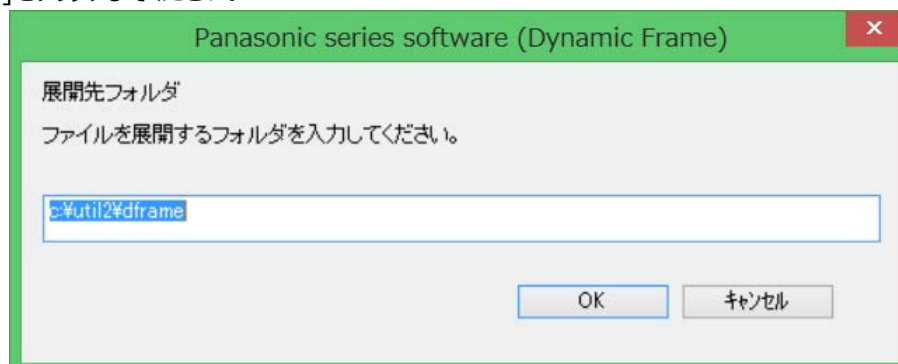 Panasonic series software (Dynamic Frame)
展開先フォルダ
ファイルを展開するフォルダを入力してください。
c:¥util2¥dframe
OK
キャンセル